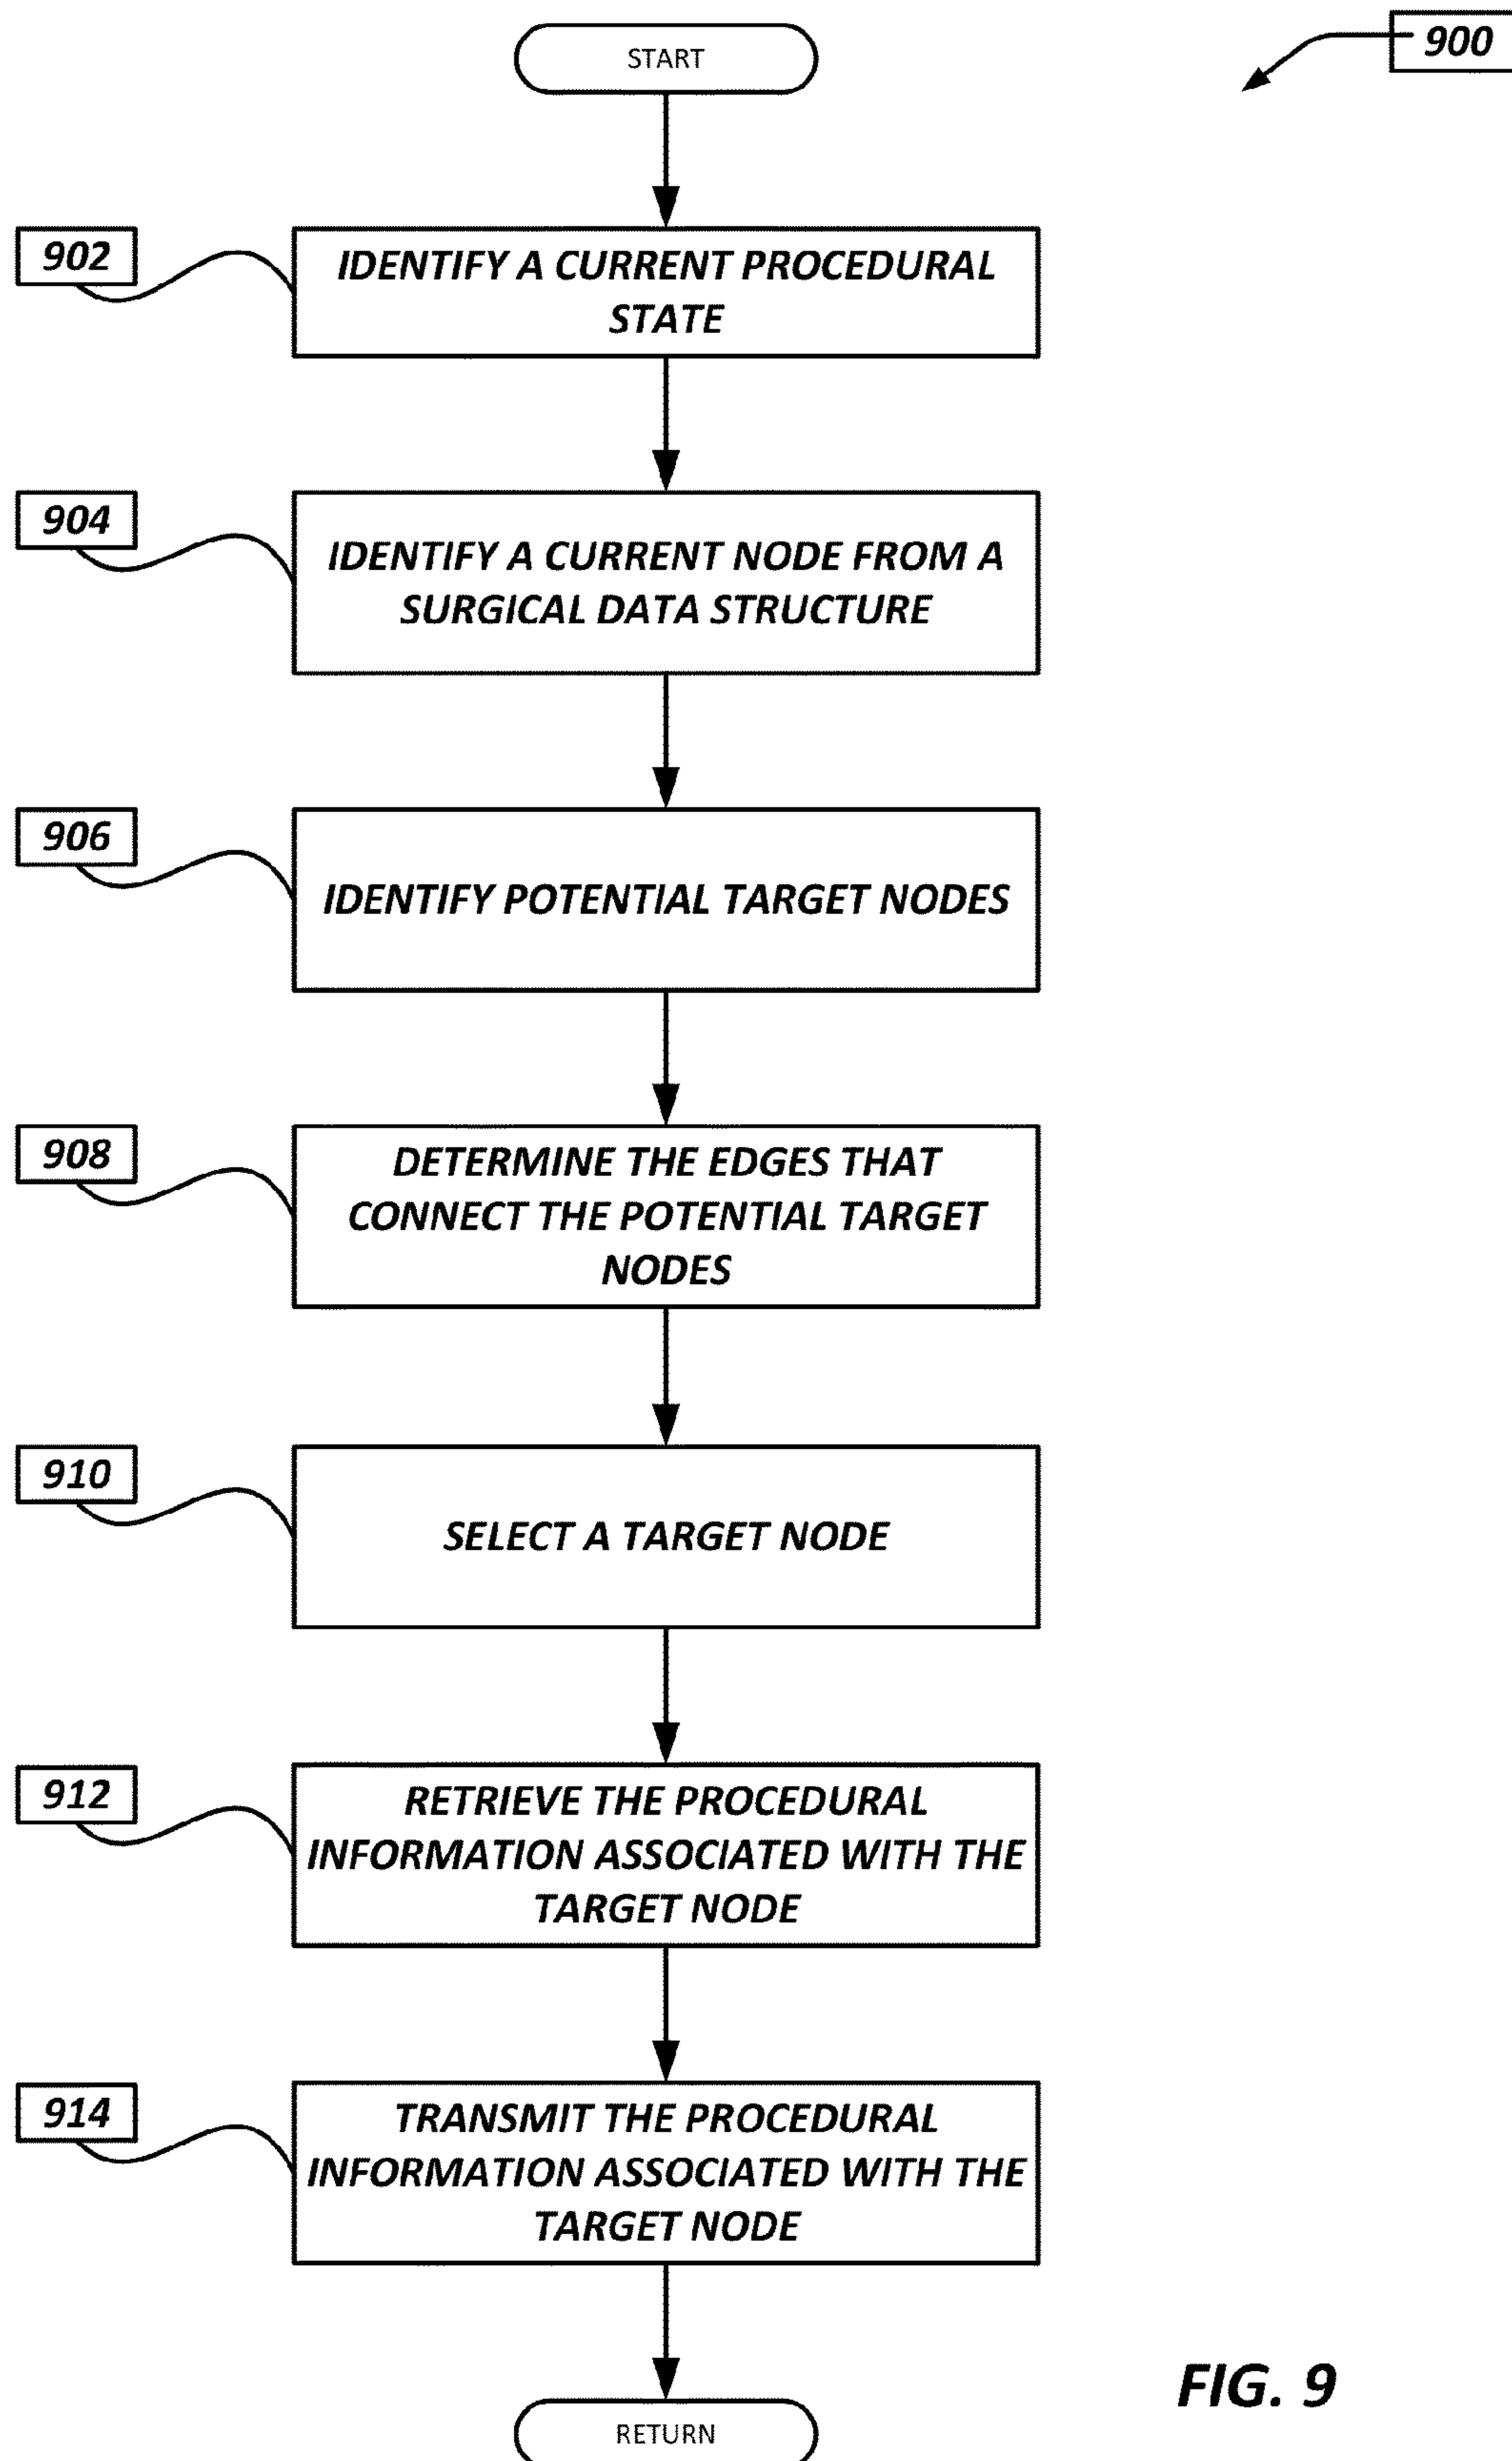 START
900
902
IDENTIFY A CURRENT PROCEDURAL
STATE
904
IDENTIFY A CURRENT NODE FROM A
SURGICAL DATA STRUCTURE
906
IDENTIFY POTENTIAL TARGET NODES
908
DETERMINE THE EDGES THAT
CONNECT THE POTENTIAL TARGET
NODES
910
SELECT A TARGET NODE
912
RETRIEVE THE PROCEDURAL
INFORMATION ASSOCIATED WITH THE
TARGET NODE
914
TRANSMIT THE PROCEDURAL
INFORMATION ASSOCIATED WITH THE
TARGET NODE
RETURN
FIG. 9